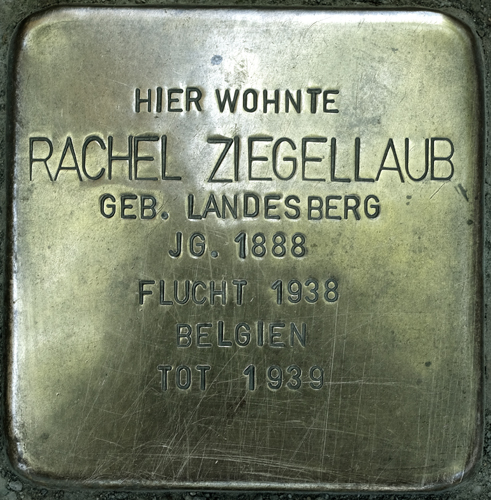 HIER WOHNTE
RACHEL ZIEGELLAUB
GEB. LANDESBERG
JG. 1888
FLUCHT 1938
BELGIEN
TOT 1939